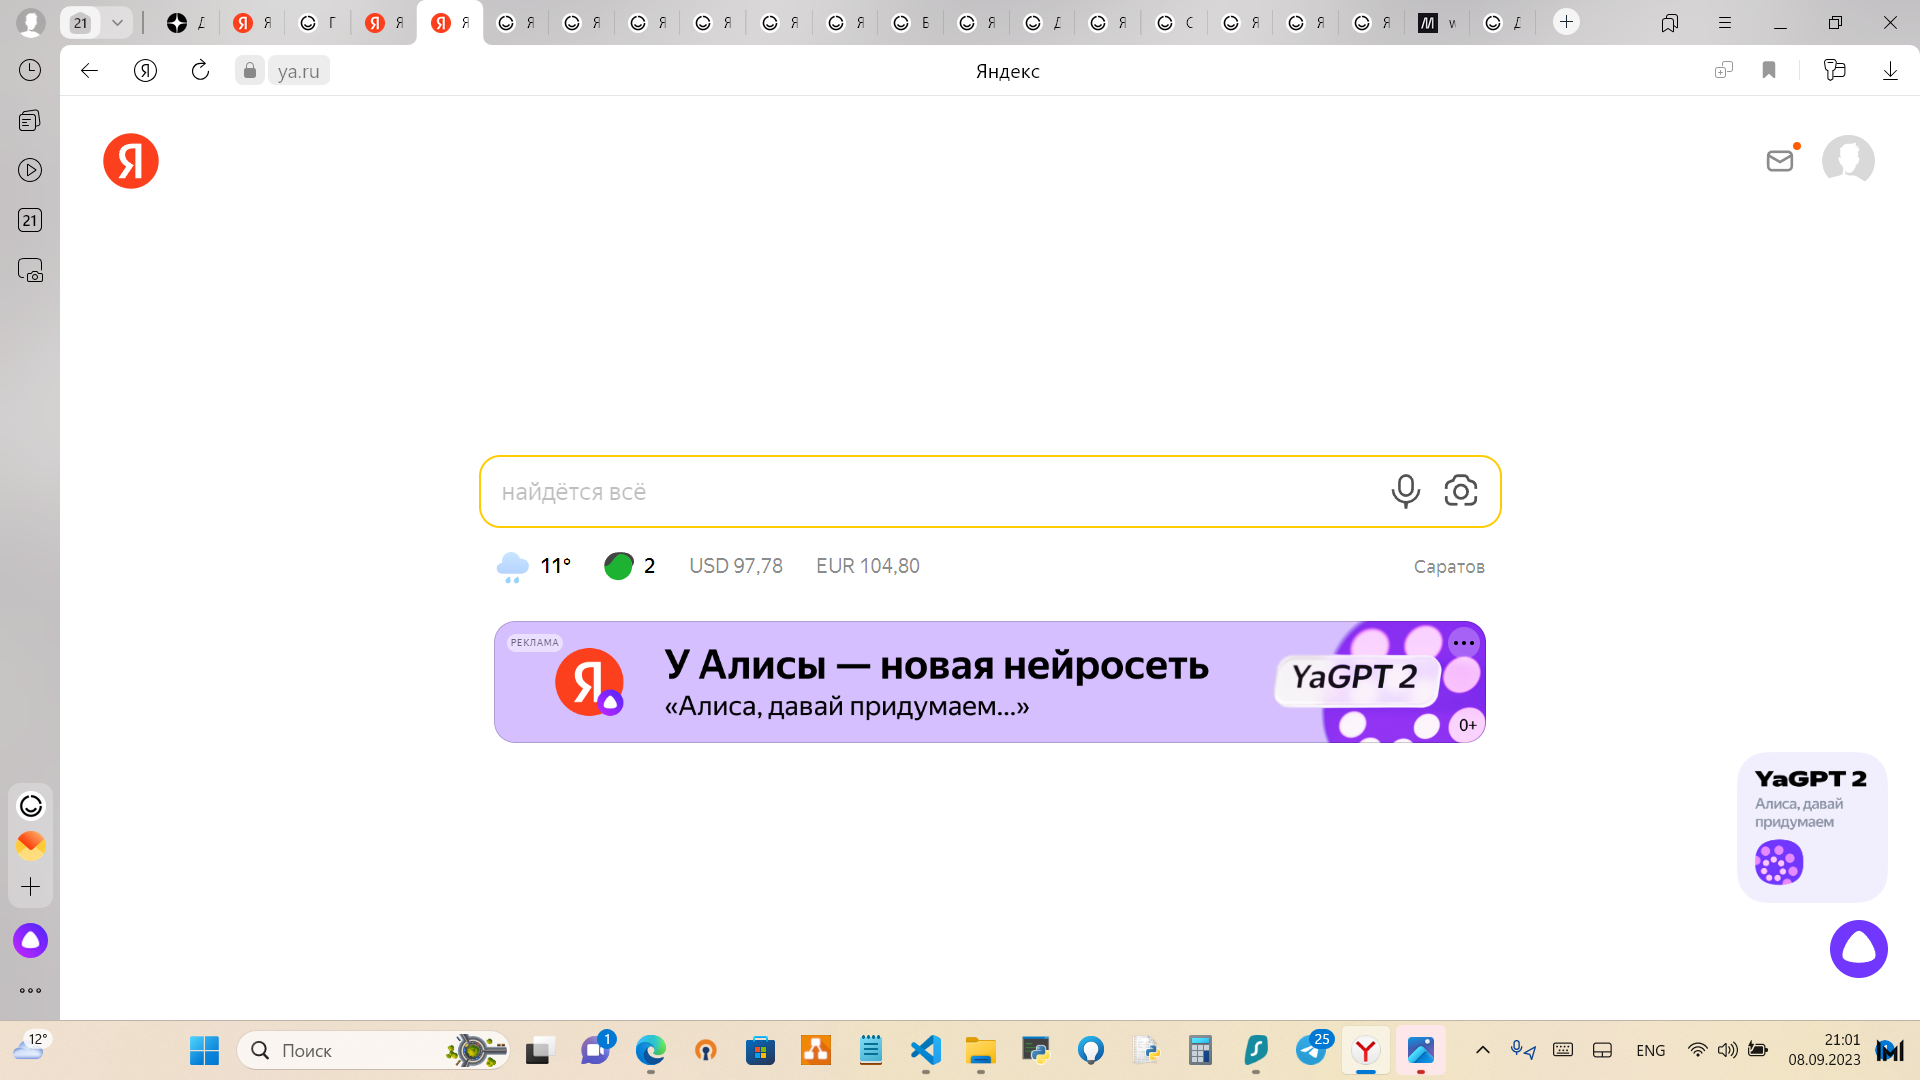 21
Д
Я
Г
Я
Я
Я
Я
Я
Я
Я
Я
В
Я
Д
Я
С
Я
Я
Я
w
Д
Я
ya.ru
Яндекс
21
Я
найдётся всё
11°
2
USD 97,78
EUR 104,80
Саратов
РЕКЛАМА
Я
У Алисы — новая нейросеть
«Алиса, давай придумаем...»
YaGPT 2
0+
YaGPT 2
Алиса, давай
придумаем
12°
Поиск
1
25
ENG
21:01
08.09.2023